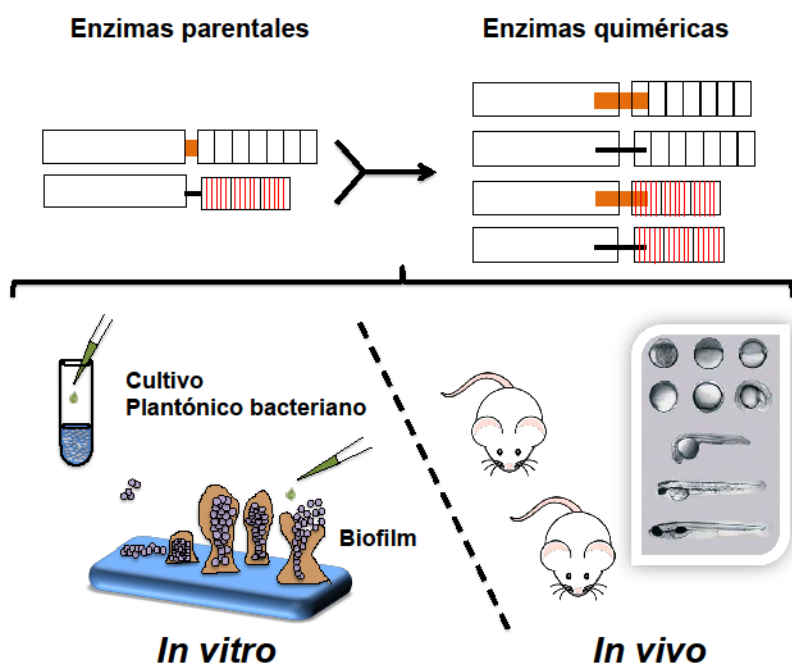 Enzimas parentales
Enzimas quiméricas
Cultivo
Plantónico bacteriano
Biofilm
In vitro
In vivo